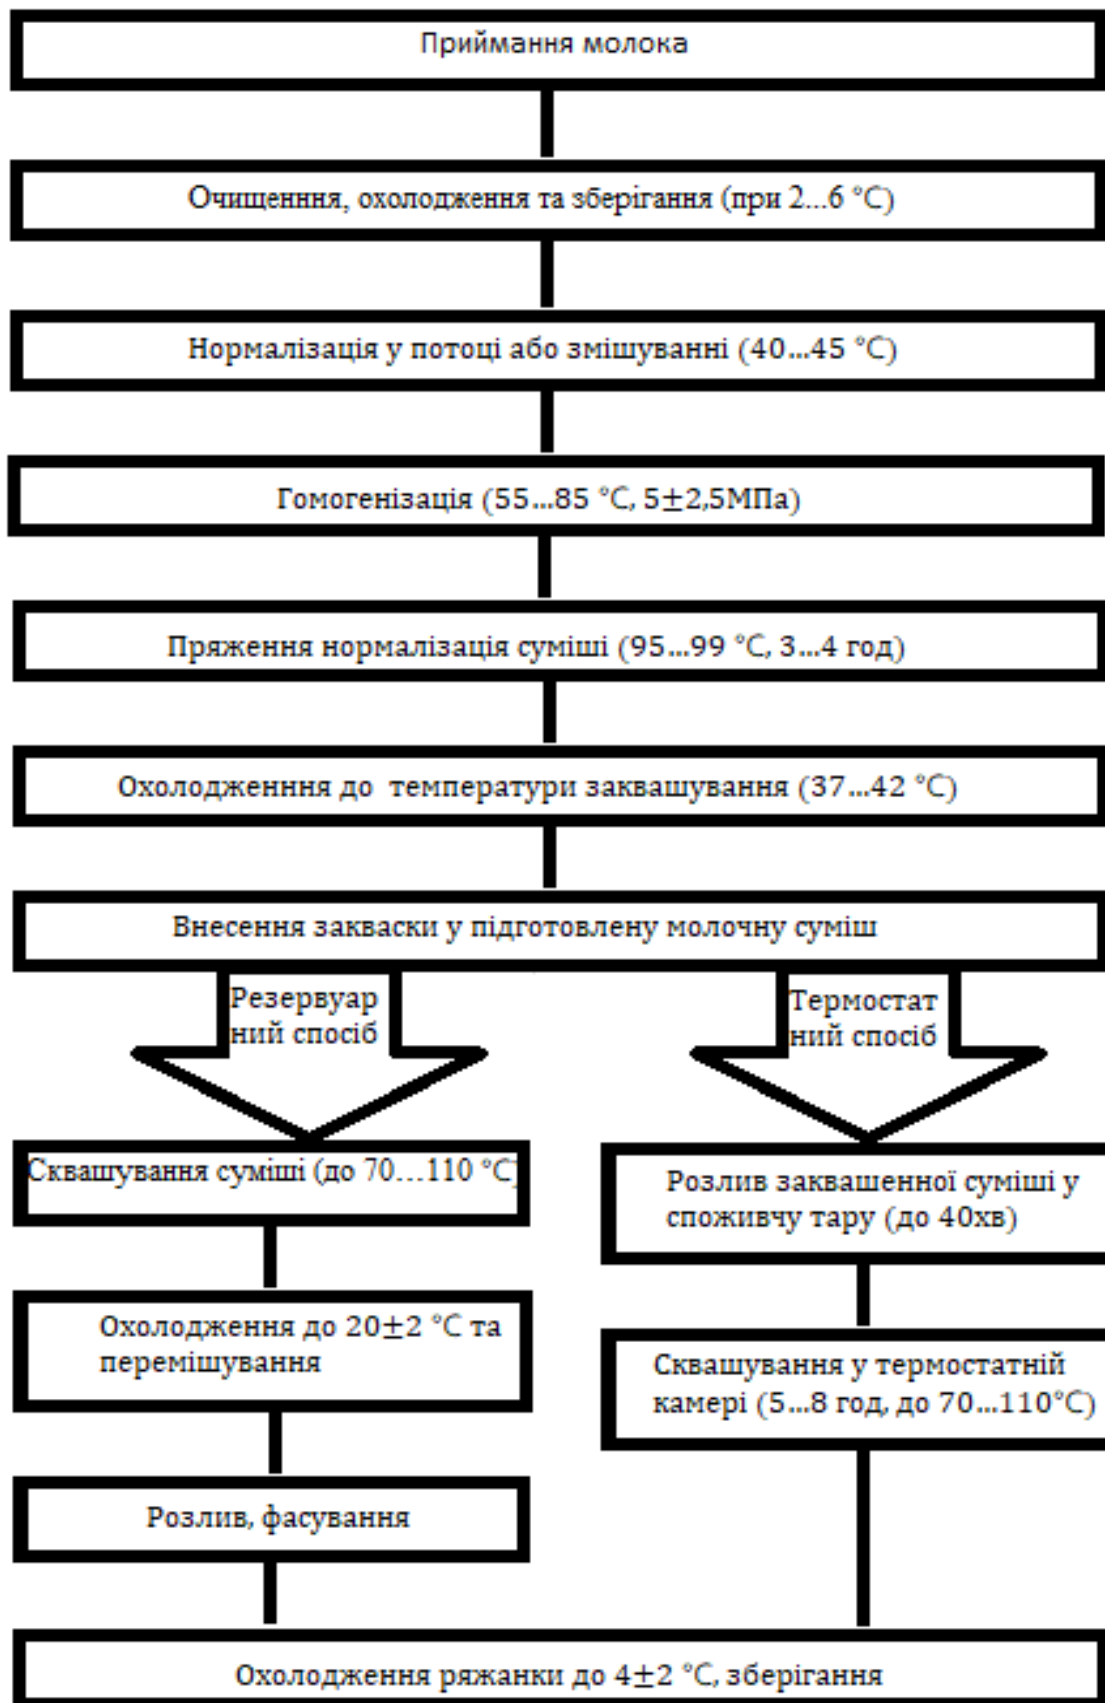 Приймання молока
Очищенння, охолодження та зберігання (при 2...6 °C)
Нормалізація у потоці або змішуванні (40...45 °C)
Гомогенізація (55...85 °C, 5±2,5МПа)
Пряження нормалізація суміші (95...99 °C, 3...4 год)
Охолодженння до температури заквашування (37...42 °C)
Внесення закваски у підготовлену молочну суміш
Резервуар
ний спосіб
Термостат
ний спосіб
Сквашування суміші (до 70...110 °C)
Охолодження до 20±2 °C та
перемішування
Розлив, фасування
Розлив заквашенної суміші у
споживчу тару (до 40хв)
Сквашування у термостатній
камері (5...8 год, до 70...110°C)
Охолодження ряжанки до 4±2 °C, зберігання